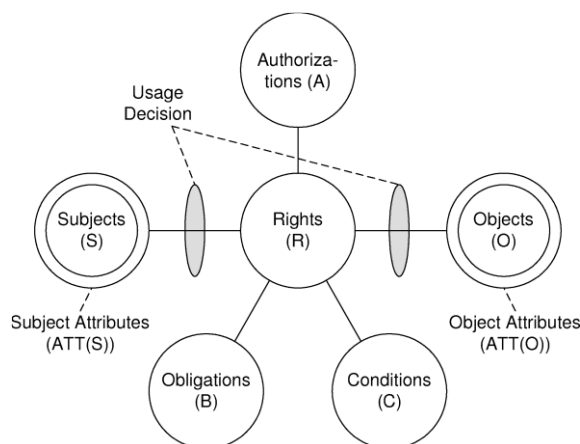 Authoriza-
tions (A)
Usage
Decision
Subjects
(S)
Rights
(R)
Objects
(O)
Subject Attributes
(ATT(S))
Object Attributes
(ATT(O))
Obligations
(B)
Conditions
(C)